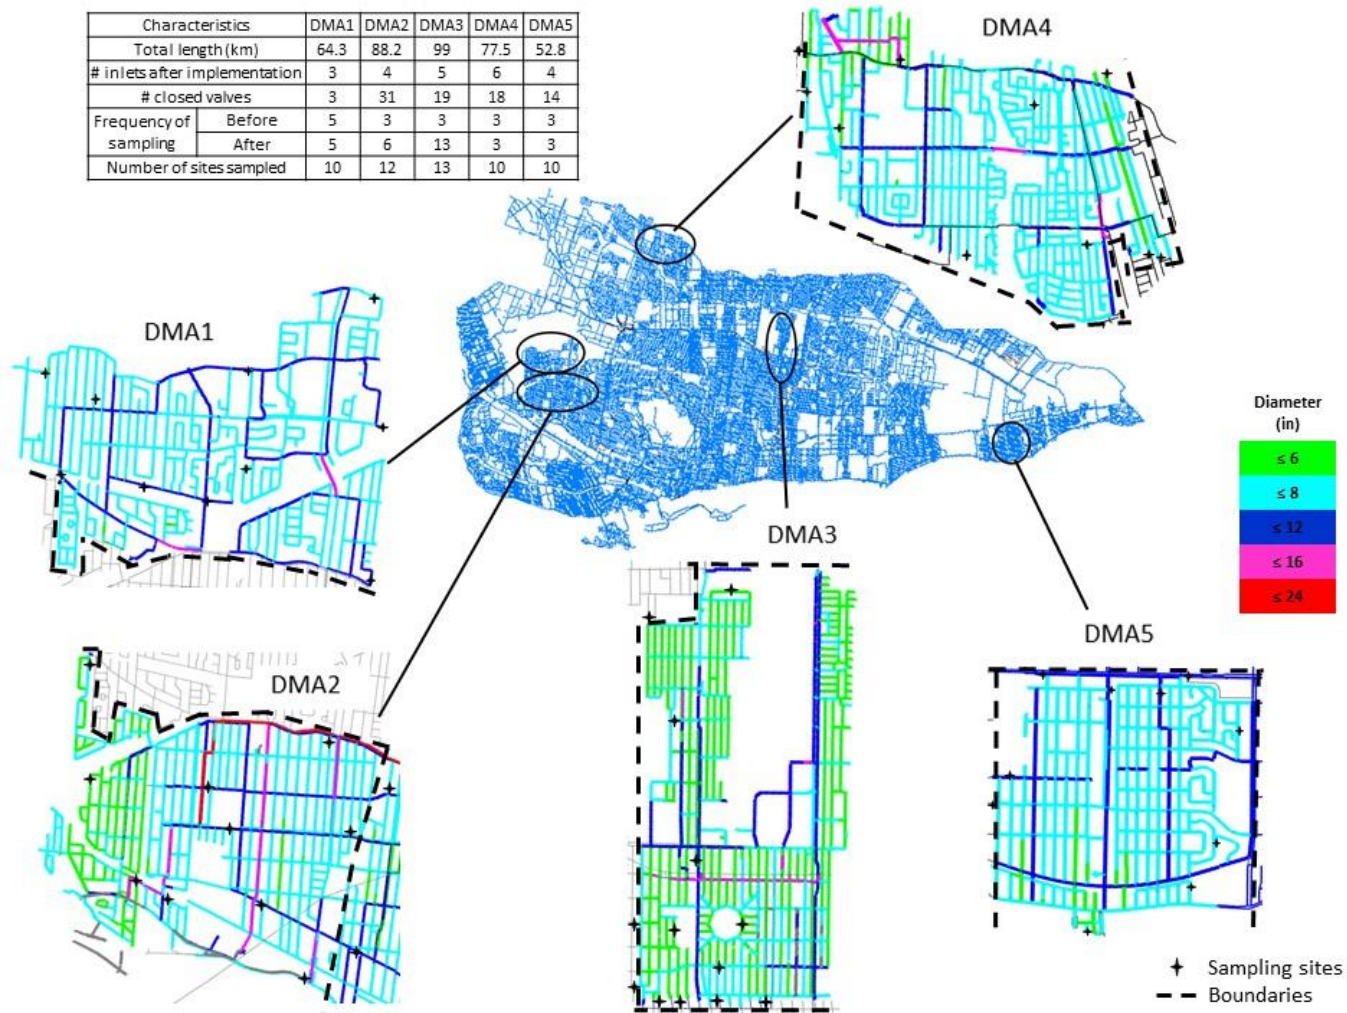 Characteristics DMA1 DMA2 DMA3 DMA4 DMA5
Total length (km) 64.3 88.2 99 77.5 52.8
# inlets after implementation 3 4 5 6 4
# closed valves 3 31 19 18 14
Frequency of sampling Before 5 3 3 3 3
After 5 6 13 3 3
Number of sites sampled 10 12 13 10 10
DMA4
DMA1
DMA3
DMA2
DMA5
Diameter
(in)
≤ 6
≤ 8
≤ 12
≤ 16
≤ 24
Sampling sites
Boundaries